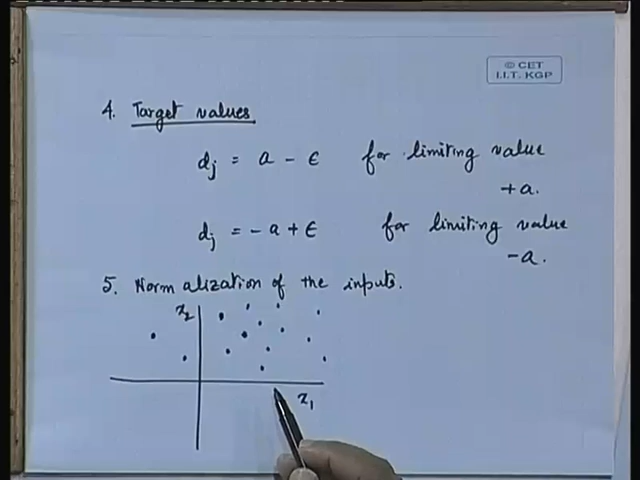 © CET
I.I.T. KGP
4. Target values
dj = a - ϵ for limiting value
+a.
dj = -a + ϵ for limiting value
-a.
5. Normalization of the inputs.
x2
x1